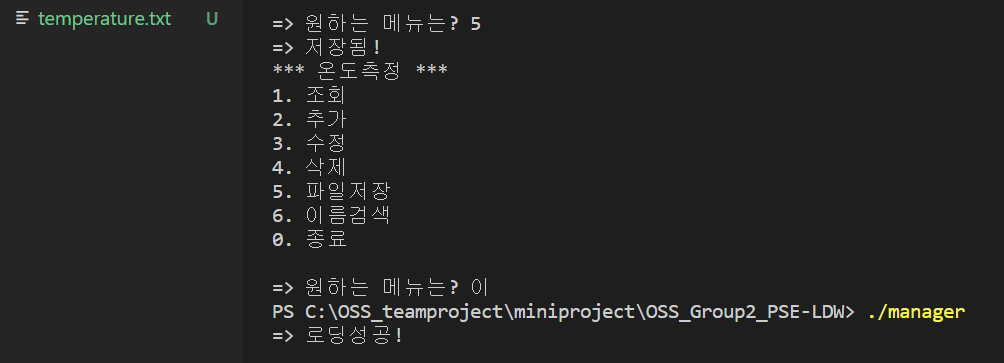 temperature.txt U
=> 원하는 메뉴는? 5
=> 저장됨!
*** 온도측정 ***
1. 조회
2. 추가
3. 수정
4. 삭제
5. 파일저장
6. 이름검색
0. 종료
=> 원하는 메뉴는? 이
PS C:\OSS_teamproject\miniproject\OSS_Group2_PSE-LDW> ./manager
=> 로딩성공!